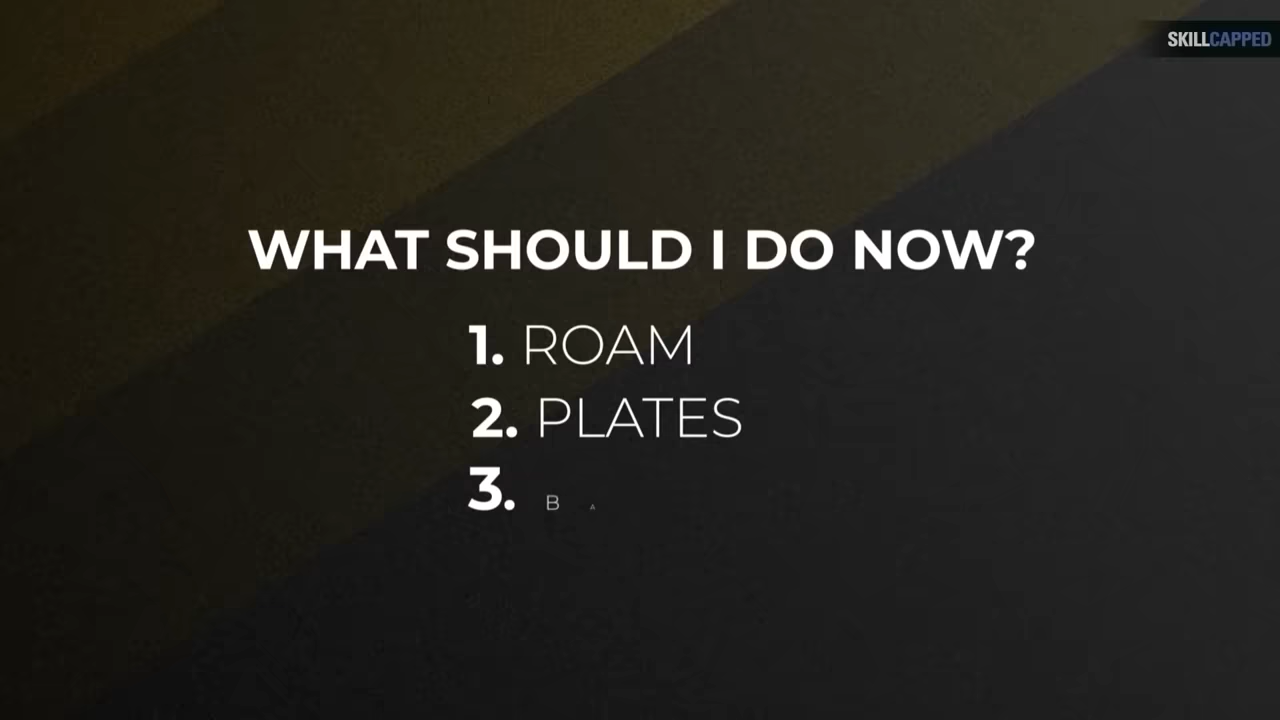 SKILLCAPPED
WHAT SHOULD I DO NOW?
1. ROAM
2. PLATES
3. B A